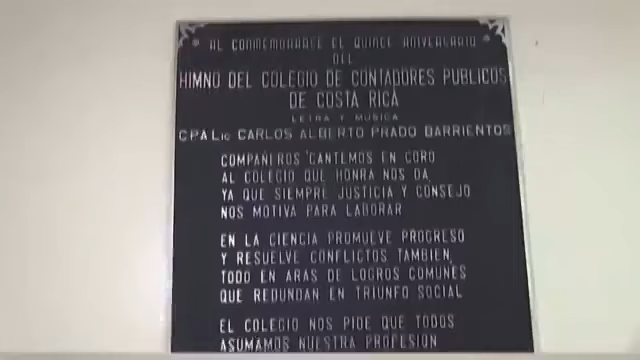 AL CONMEMORARCE EL QUINCE ANIVERSARIO
DEL
HIMNO DEL COLEGIO DE CONTADORES PUBLICOS
DE COSTA RICA
LETRA Y MUSICA
CPA Lic CARLOS ALBERTO PRADO BARRIENTOS
COMPAÑEROS CANTEMOS EN CORO
AL COLEGIO QUE HONRA NOS DA
YA QUE SIEMPRE JUSTICIA Y CONSEJO
NOS MOTIVA PARA LABORAR
EN LA CIENCIA PROMUEVE PROGRESO
Y RESUELVE CONFLICTOS TAMBIEN,
TODO EN ARAS DE LOGROS COMUNES
QUE REDUNDAN EN TRIUNFO SOCIAL
EL COLEGIO NOS PIDE QUE TODOS
ASUMAMOS NUESTRA PROFESION